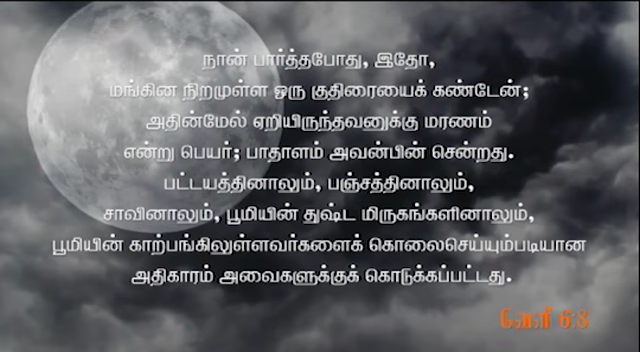 நான் பார்த்தபோது, இதோ,
மங்கின நிறமுள்ள ஒரு குதிரையைக் கண்டேன்;
அதின்மேல் ஏறியிருந்தவனுக்கு மரணம்
என்று பெயர்; பாதாளம் அவன்பின் சென்றது.
பட்டயத்தினாலும், பஞ்சத்தினாலும்,
சாவினாலும், பூமியின் துஷ்ட மிருகங்களினாலும்,
பூமியின் காற்பங்கிலுள்ளவர்களைக் கொலைசெய்யும்படியான
அதிகாரம் அவைகளுக்குக் கொடுக்கப்பட்டது.
வெளி 6:8